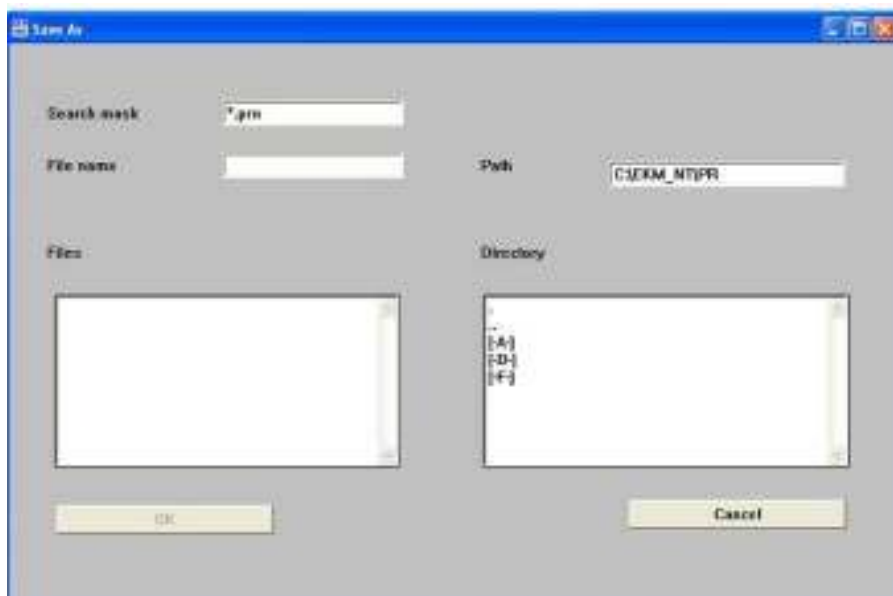 Save As
Search mask *.prn
File name
Path C:\EKM_NT\PR
Files
Directory
.
..
[-A-]
[-D-]
[-F-]
OK
Cancel